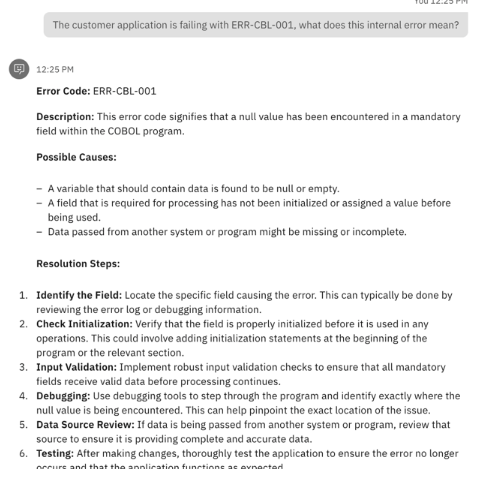 You 12:25 PM
The customer application is failing with ERR-CBL-001, what does this internal error mean?
12:25 PM
Error Code: ERR-CBL-001
Description: This error code signifies that a null value has been encountered in a mandatory
field within the COBOL program.
Possible Causes:
– A variable that should contain data is found to be null or empty.
– A field that is required for processing has not been initialized or assigned a value before
being used.
– Data passed from another system or program might be missing or incomplete.
Resolution Steps:
1. Identify the Field: Locate the specific field causing the error. This can typically be done by
reviewing the error log or debugging information.
2. Check Initialization: Verify that the field is properly initialized before it is used in any
operations. This could involve adding initialization statements at the beginning of the
program or the relevant section.
3. Input Validation: Implement robust input validation checks to ensure that all mandatory
fields receive valid data before processing continues.
4. Debugging: Use debugging tools to step through the program and identify exactly where the
null value is being encountered. This can help pinpoint the exact location of the issue.
5. Data Source Review: If data is being passed from another system or program, review that
source to ensure it is providing complete and accurate data.
6. Testing: After making changes, thoroughly test the application to ensure the error no longer
occurs and that the application functions as expected.